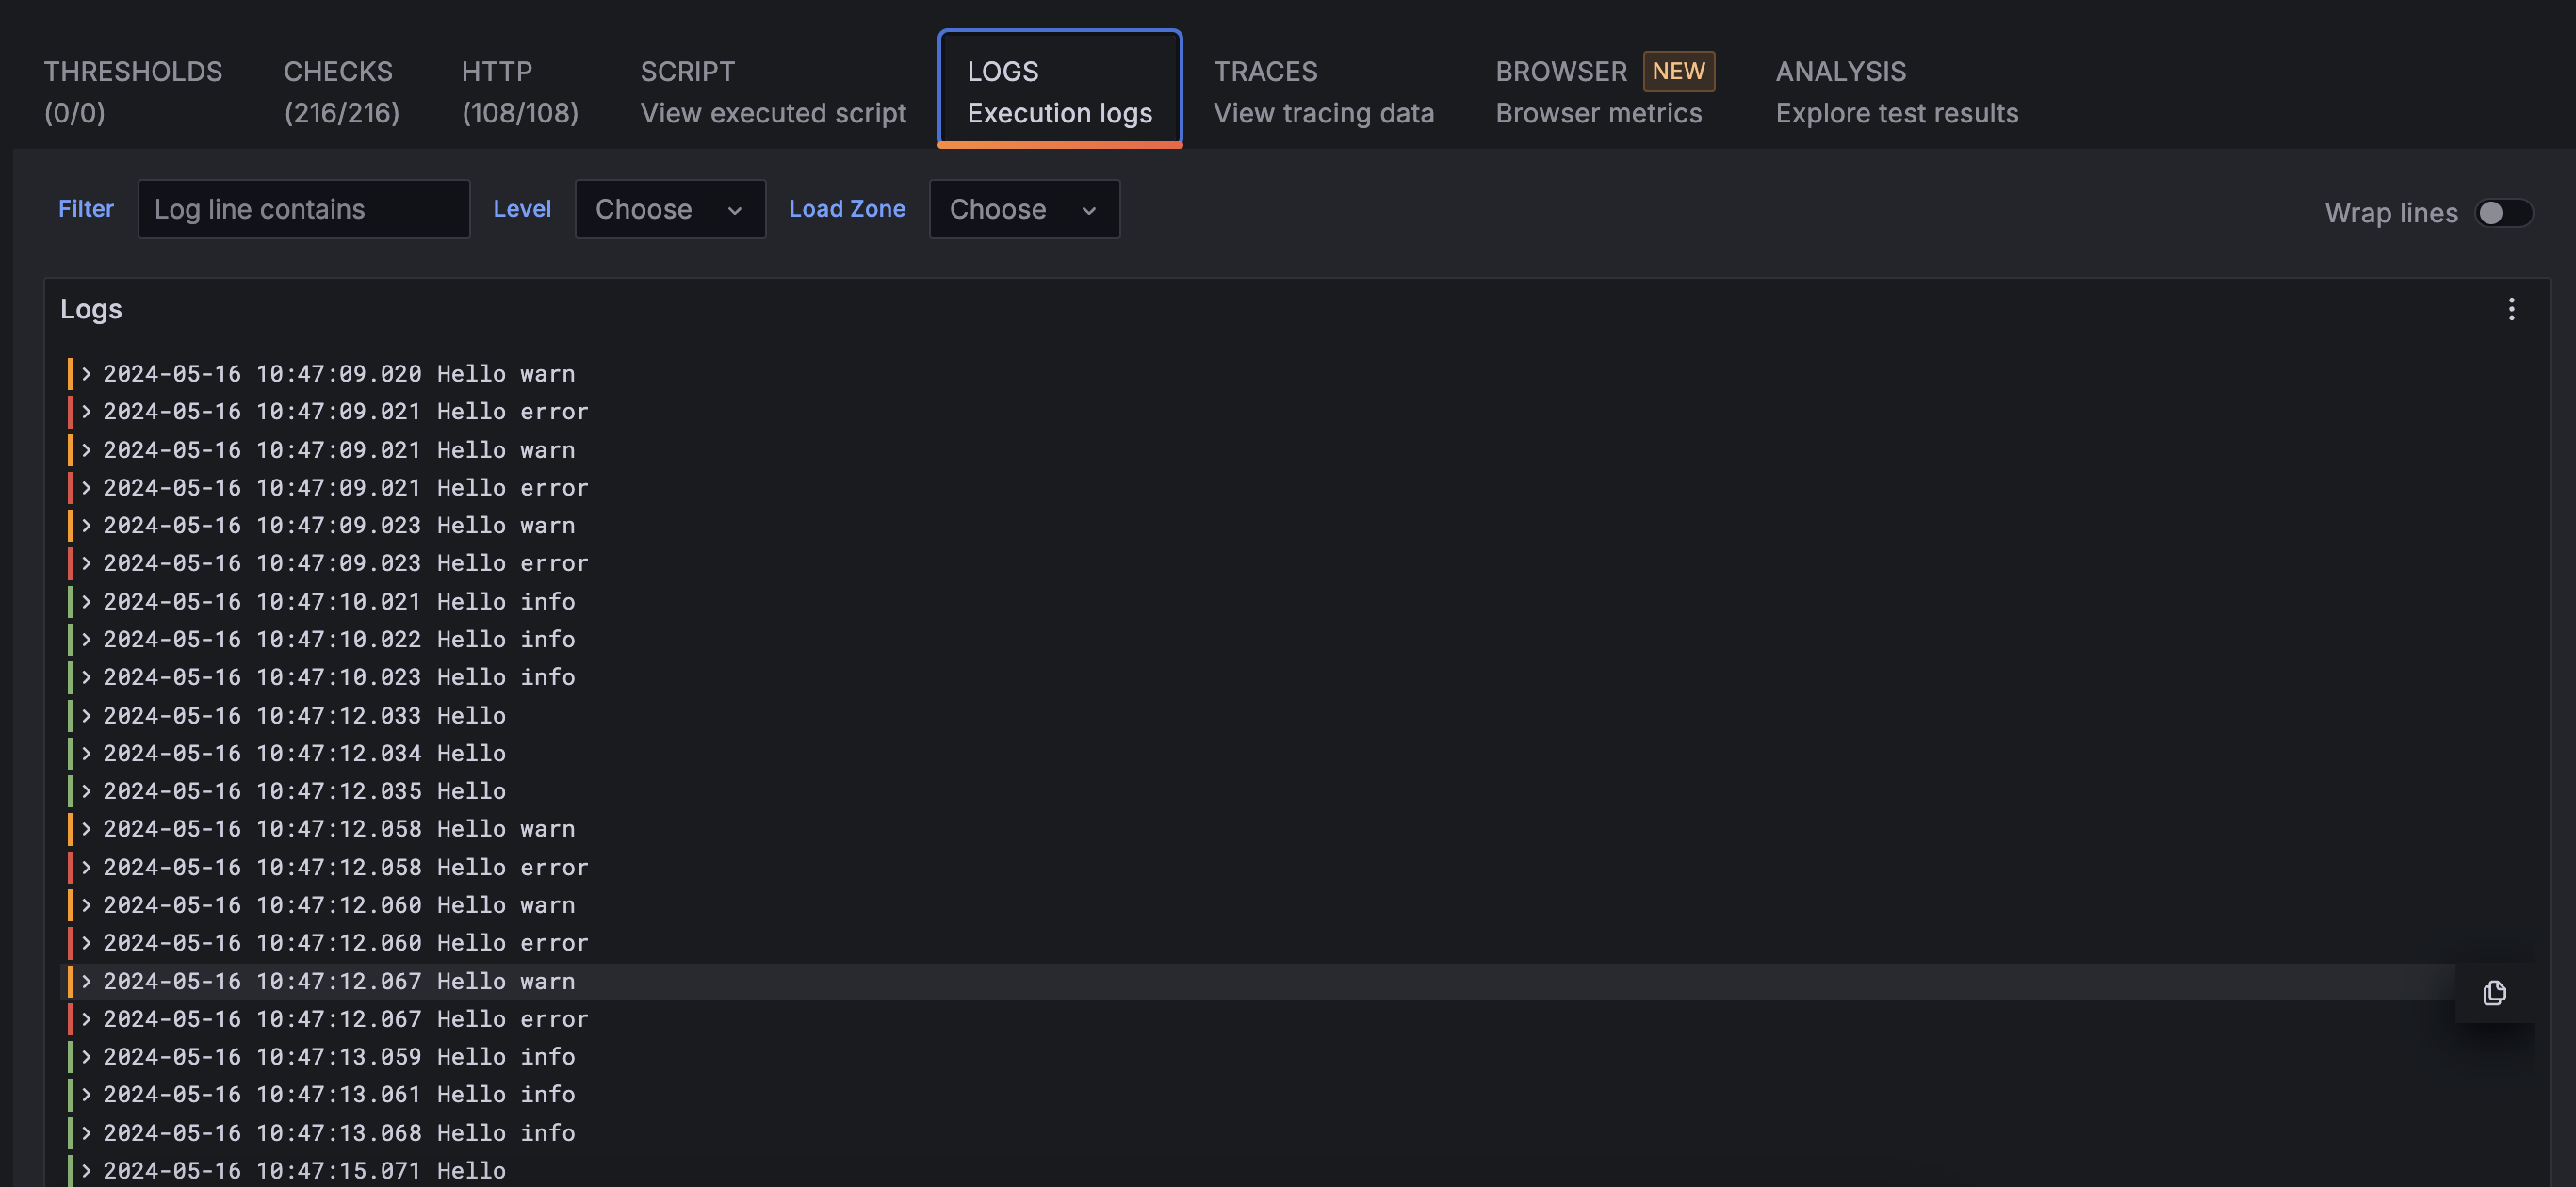 THRESHOLDS CHECKS HTTP SCRIPT LOGS TRACES BROWSER NEW ANALYSIS
(0/0) (216/216) (108/108) View executed script Execution logs View tracing data Browser metrics Explore test results
Filter Log line contains Level Choose Load Zone Choose Wrap lines
Logs
2024-05-16 10:47:09.020 Hello warn
2024-05-16 10:47:09.021 Hello error
2024-05-16 10:47:09.021 Hello warn
2024-05-16 10:47:09.021 Hello error
2024-05-16 10:47:09.023 Hello warn
2024-05-16 10:47:09.023 Hello error
2024-05-16 10:47:10.021 Hello info
2024-05-16 10:47:10.022 Hello info
2024-05-16 10:47:10.023 Hello info
2024-05-16 10:47:12.033 Hello
2024-05-16 10:47:12.034 Hello
2024-05-16 10:47:12.035 Hello
2024-05-16 10:47:12.058 Hello warn
2024-05-16 10:47:12.058 Hello error
2024-05-16 10:47:12.060 Hello warn
2024-05-16 10:47:12.060 Hello error
2024-05-16 10:47:12.067 Hello warn
2024-05-16 10:47:12.067 Hello error
2024-05-16 10:47:13.059 Hello info
2024-05-16 10:47:13.061 Hello info
2024-05-16 10:47:13.068 Hello info
2024-05-16 10:47:15.071 Hello